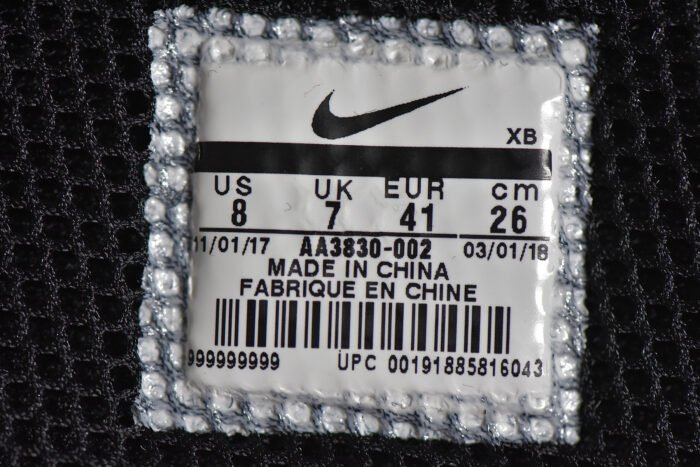 XB
US UK EUR cm
8 7 41 26
11/01/17 AA3830-002 03/01/18
MADE IN CHINA
FABRIQUE EN CHINE
999999999 UPC 00191885816043